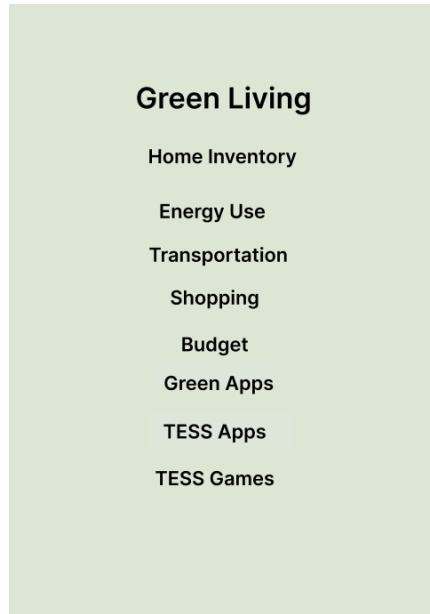 Green Living
Home Inventory
Energy Use
Transportation
Shopping
Budget
Green Apps
TESS Apps
TESS Games